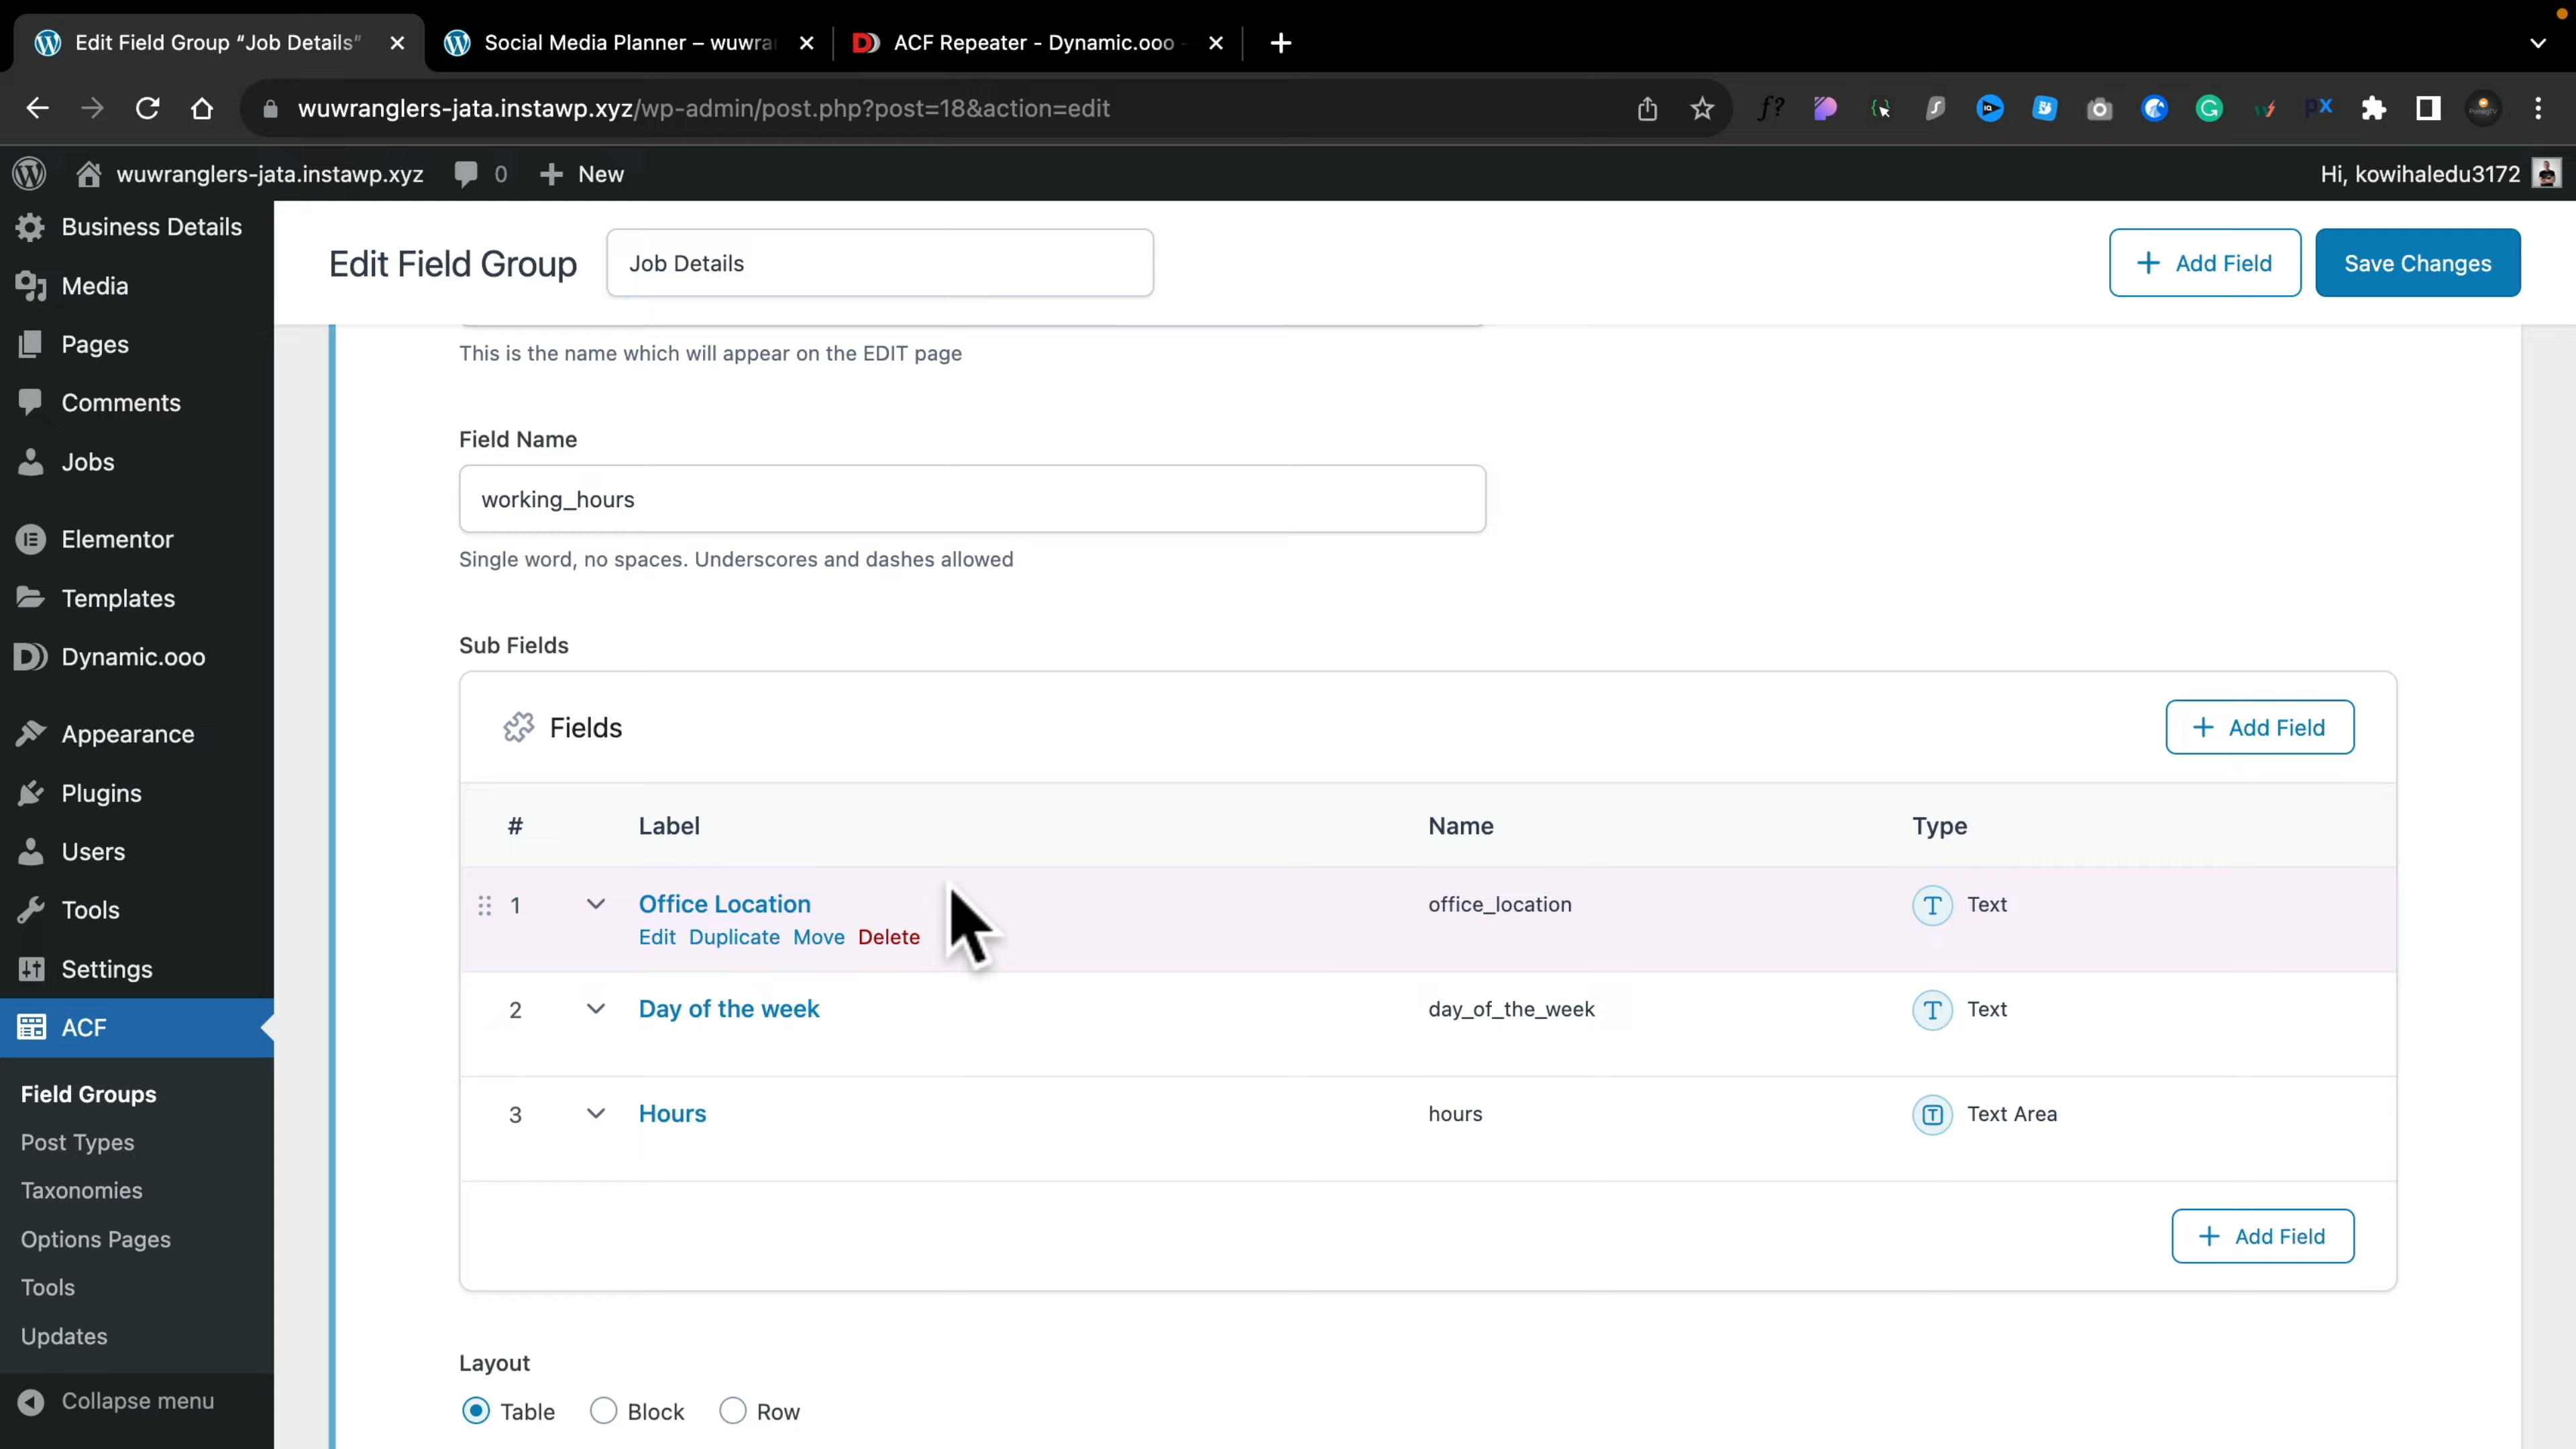 Edit Field Group “Job Details”
Social Media Planner – wuwra
ACF Repeater - Dynamic.ooo -
wuwranglers-jata.instawp.xyz/wp-admin/post.php?post=18&action=edit
wuwranglers-jata.instawp.xyz
0
New
Hi, kowihaledu3172
Business Details
Media
Pages
Comments
Jobs
Elementor
Templates
Dynamic.ooo
Appearance
Plugins
Users
Tools
Settings
ACF
Field Groups
Post Types
Taxonomies
Options Pages
Tools
Updates
Collapse menu
Edit Field Group
Job Details
Add Field
Save Changes
This is the name which will appear on the EDIT page
Field Name
working_hours
Single word, no spaces. Underscores and dashes allowed
Sub Fields
Fields
Add Field
# Label Name Type
1 Office Location office_location Text
Edit Duplicate Move Delete
2 Day of the week day_of_the_week Text
3 Hours hours Text Area
Add Field
Layout
Table Block Row